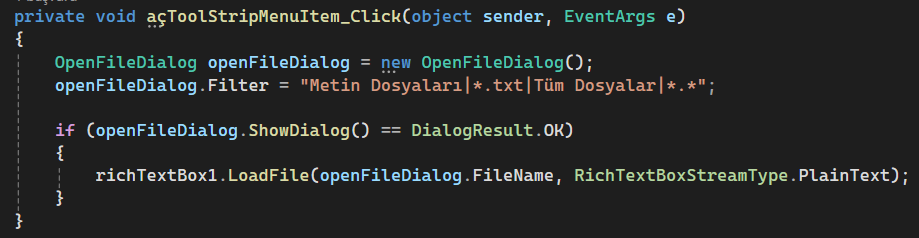 private void açToolStripMenuItem_Click(object sender, EventArgs e)
{
OpenFileDialog openFileDialog = new OpenFileDialog();
openFileDialog.Filter = "Metin Dosyaları|*.txt|Tüm Dosyalar|*.*";
if (openFileDialog.ShowDialog() == DialogResult.OK)
{
richTextBox1.LoadFile(openFileDialog.FileName, RichTextBoxStreamType.PlainText);
}
}